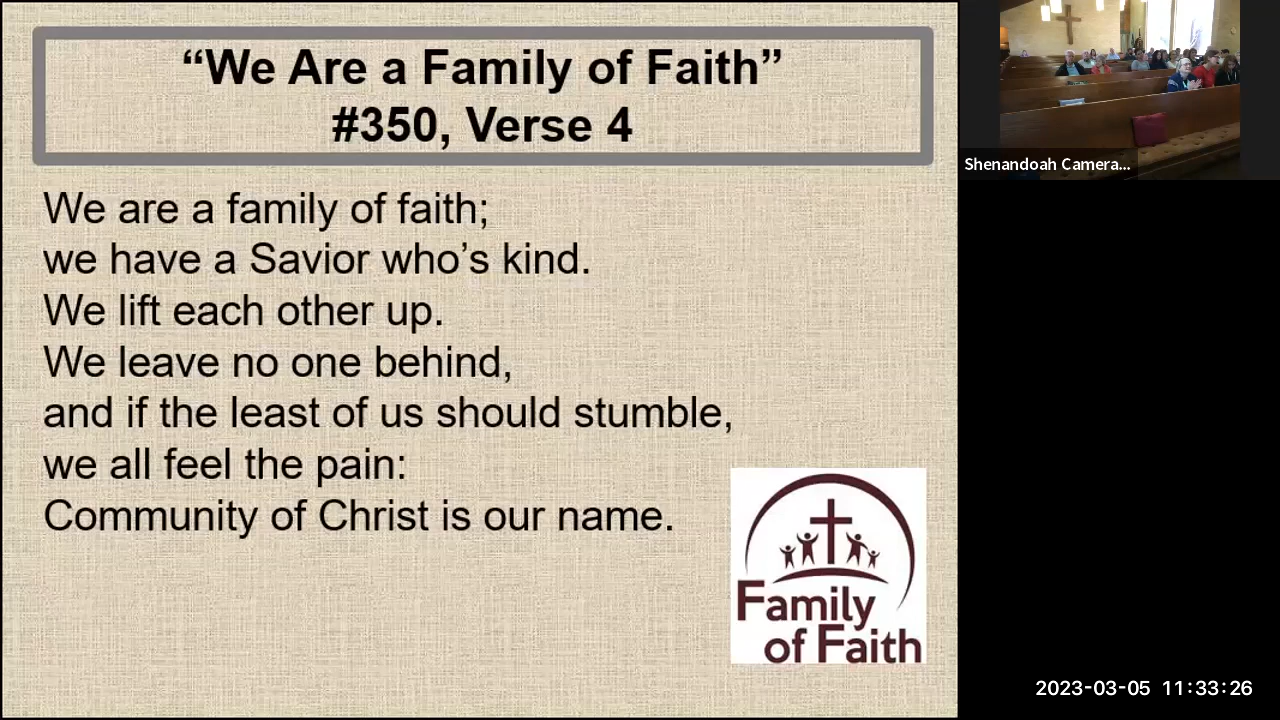 “We Are a Family of Faith”
#350, Verse 4
We are a family of faith;
we have a Savior who’s kind.
We lift each other up.
We leave no one behind,
and if the least of us should stumble,
we all feel the pain:
Community of Christ is our name.
Family
of Faith
Shenandoah Camera...
2023-03-05 11:33:26